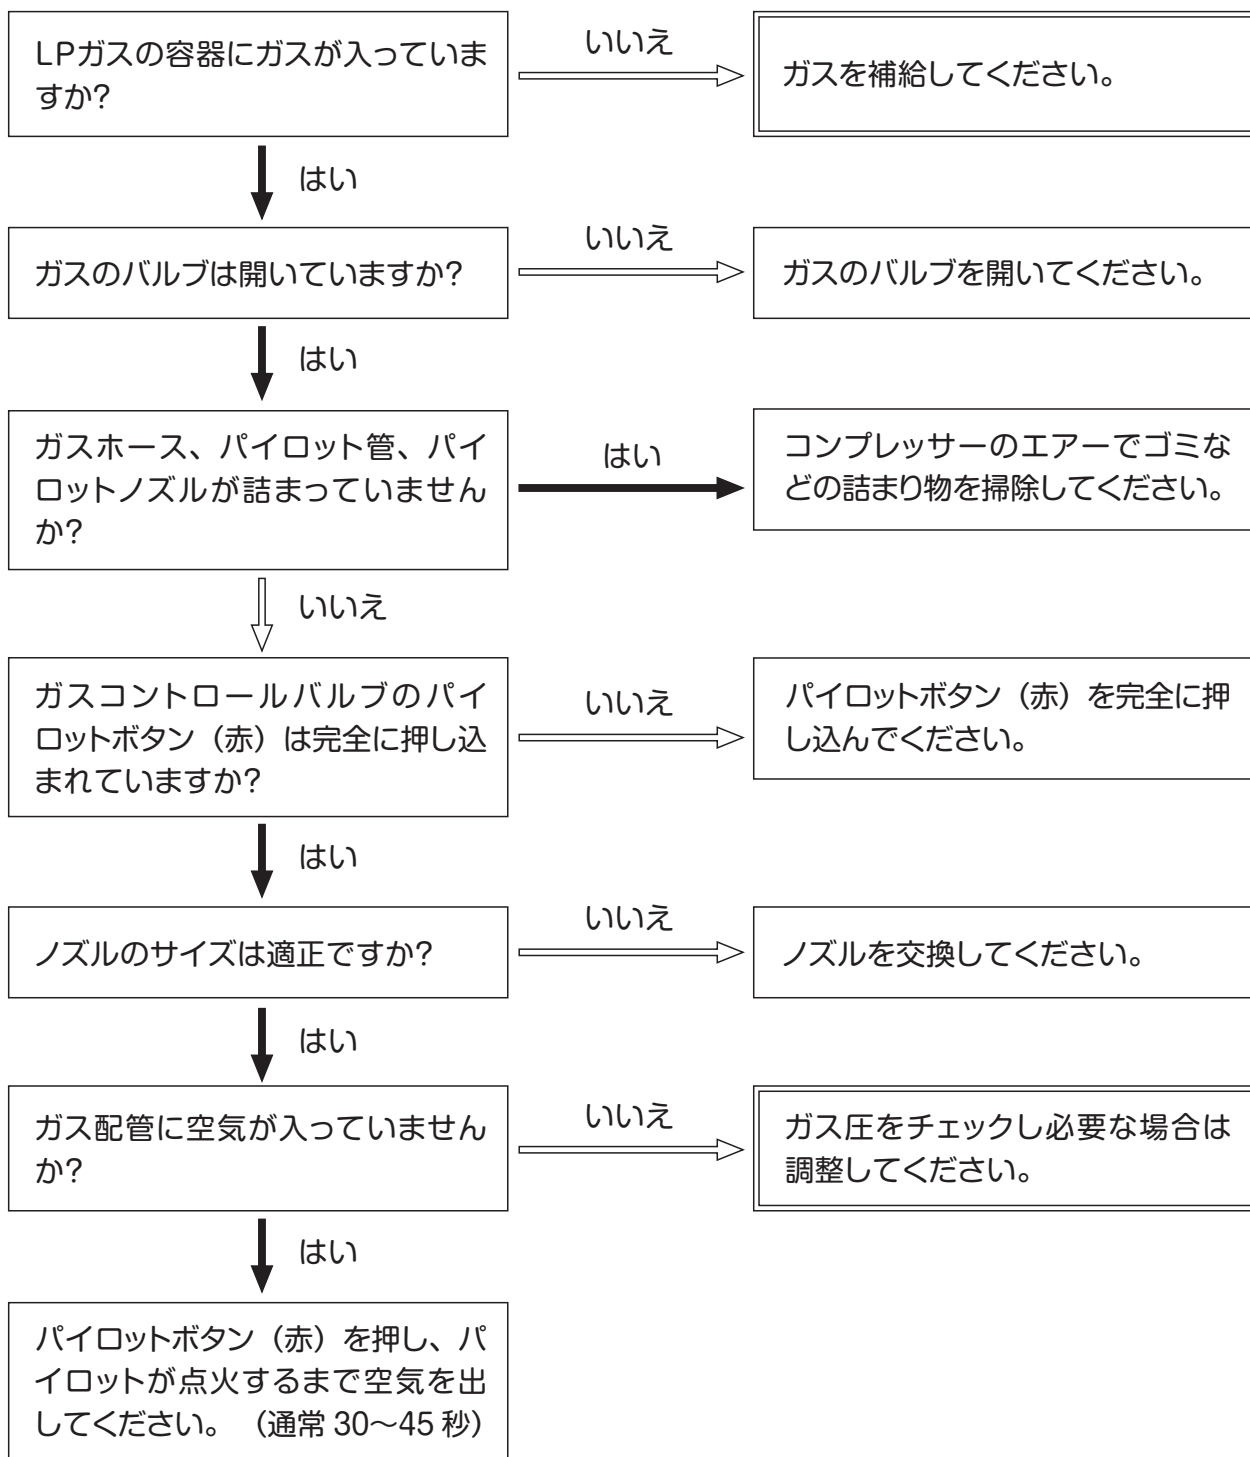 LPガスの容器にガスが入っていま
すか?
いいえ
ガスを補給してください。
はい
ガスのバルブは開いていますか?
いいえ
ガスのバルブを開いてください。
はい
ガスホース、パイロット管、パイ
ロットノズルが詰まっていません
か?
はい
コンプレッサーのエアーでゴミな
どの詰まり物を掃除してください。
いいえ
ガスコントロールバルブのパイ
ロットボタン（赤）は完全に押し込
まれていますか?
いいえ
パイロットボタン（赤）を完全に押
し込んでください。
はい
ノズルのサイズは適正ですか?
いいえ
ノズルを交換してください。
はい
ガス配管に空気が入っていません
か?
いいえ
ガス圧をチェックし必要な場合は
調整してください。
はい
パイロットボタン（赤）を押し、パ
イロットが点火するまで空気を出
してください。（通常 30〜45 秒）